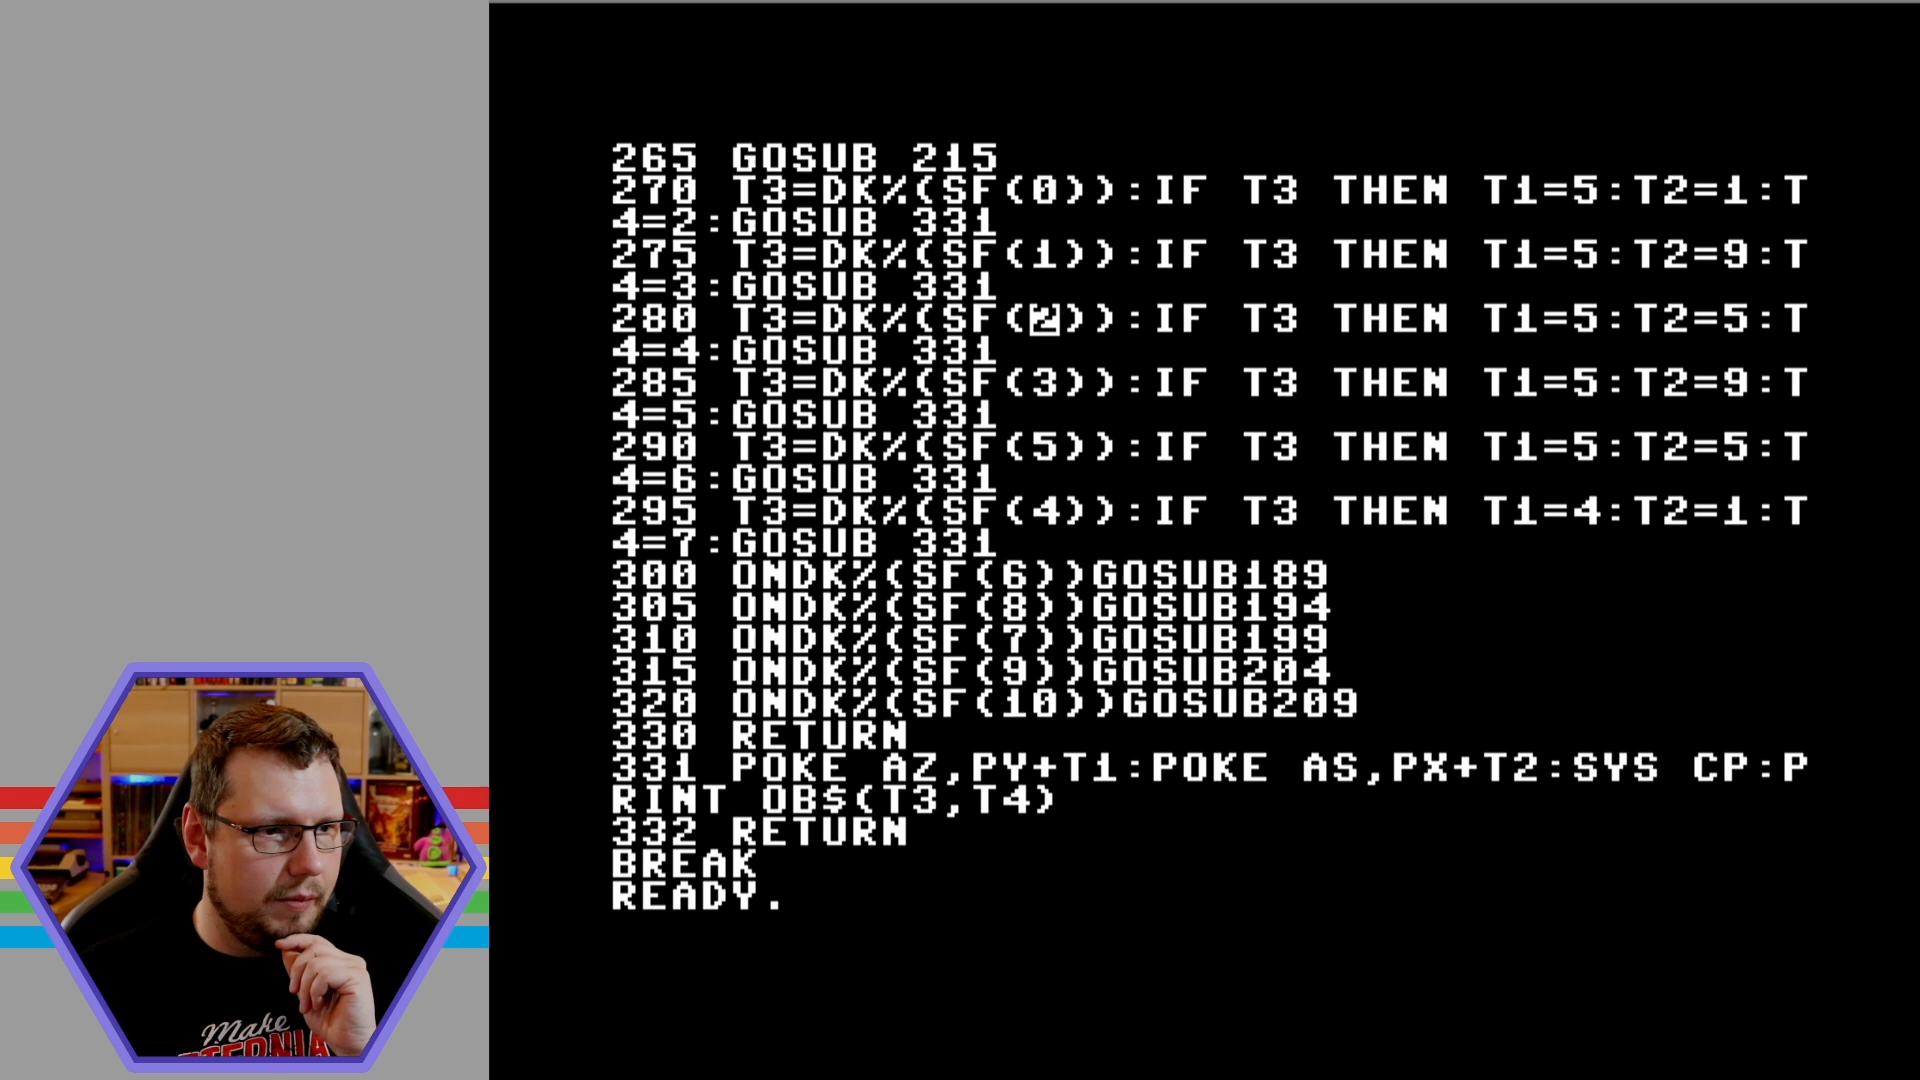 265 GOSUB 215
270 T3=DK%(SF(0)):IF T3 THEN T1=5:T2=1:T
4=2:GOSUB 331
275 T3=DK%(SF(1)):IF T3 THEN T1=5:T2=9:T
4=3:GOSUB 331
280 T3=DK%(SF(2)):IF T3 THEN T1=5:T2=5:T
4=4:GOSUB 331
285 T3=DK%(SF(3)):IF T3 THEN T1=5:T2=9:T
4=5:GOSUB 331
290 T3=DK%(SF(5)):IF T3 THEN T1=5:T2=5:T
4=6:GOSUB 331
295 T3=DK%(SF(4)):IF T3 THEN T1=4:T2=1:T
4=7:GOSUB 331
300 ONDK%(SF(6))GOSUB189
305 ONDK%(SF(8))GOSUB194
310 ONDK%(SF(7))GOSUB199
315 ONDK%(SF(9))GOSUB204
320 ONDK%(SF(10))GOSUB209
330 RETURN
331 POKE AZ,PY+T1:POKE AS,PX+T2:SYS CP:P
RINT OB$(T3,T4)
332 RETURN
BREAK
READY.
Make